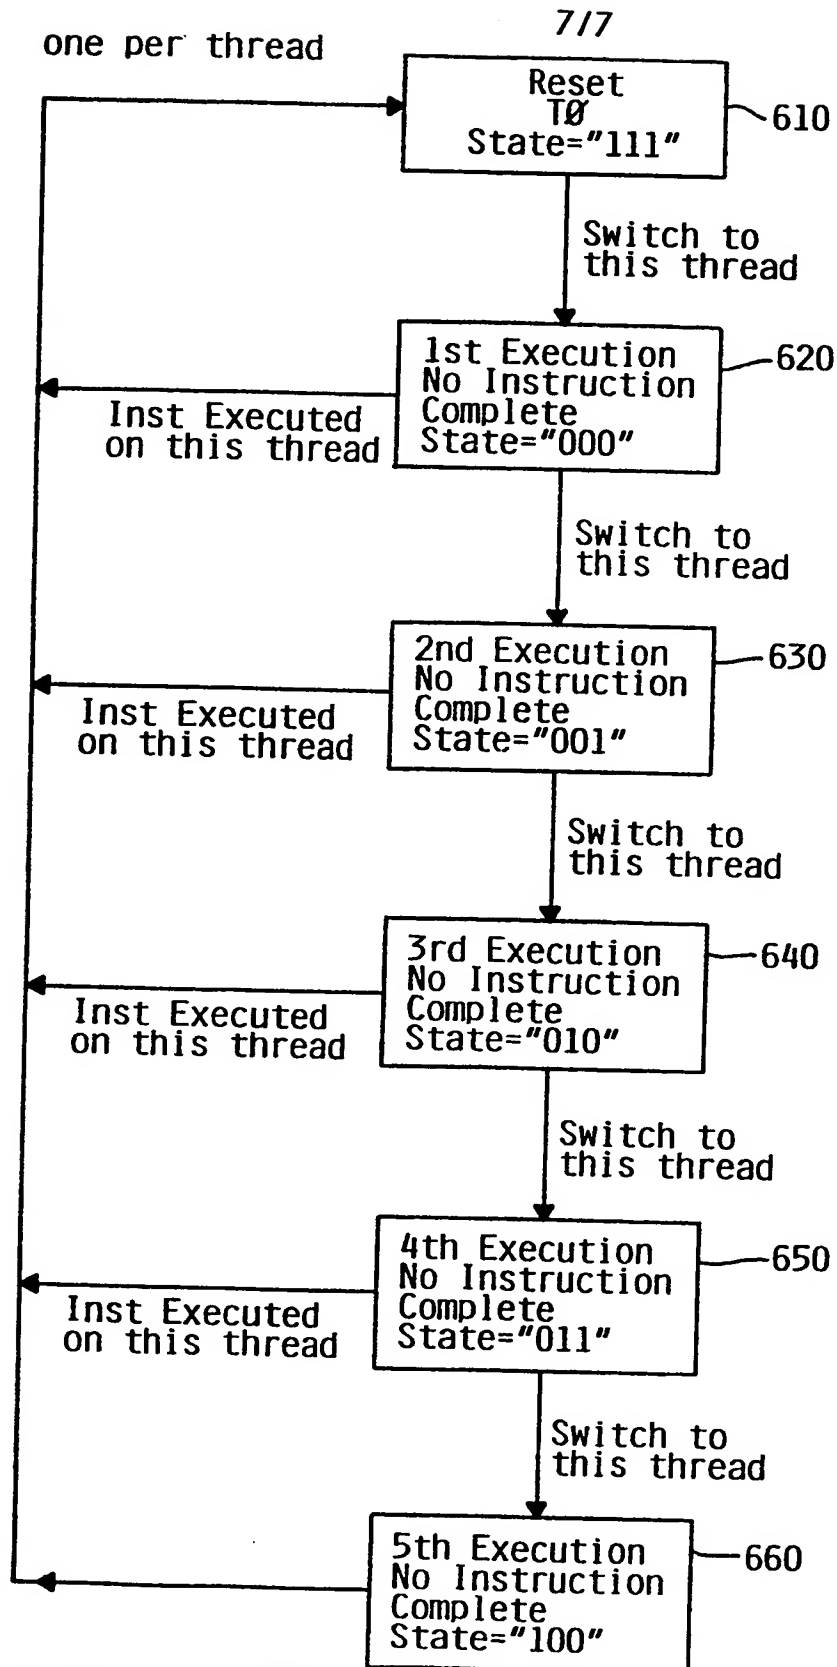 7/7
one per thread
Reset
TØ
State="111"
610
Switch to
this thread
1st Execution
No Instruction
Complete
State="000"
620
Inst Executed
on this thread
Switch to
this thread
2nd Execution
No Instruction
Complete
State="001"
630
Inst Executed
on this thread
Switch to
this thread
3rd Execution
No Instruction
Complete
State="010"
640
Inst Executed
on this thread
Switch to
this thread
4th Execution
No Instruction
Complete
State="011"
650
Inst Executed
on this thread
Switch to
this thread
5th Execution
No Instruction
Complete
State="100"
660